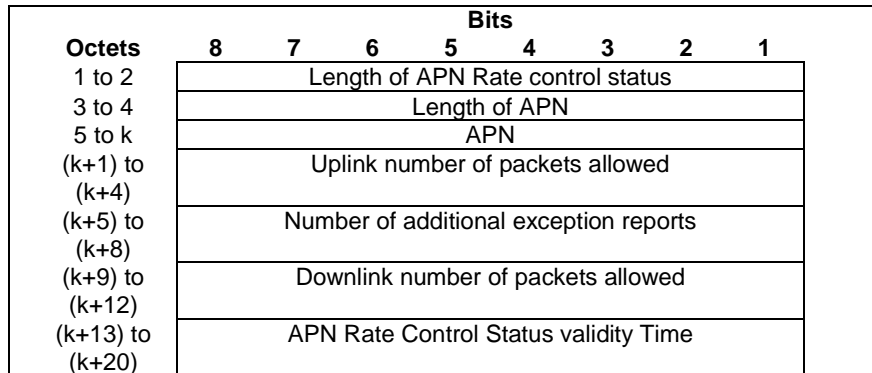 Bits
Octets 8 7 6 5 4 3 2 1
1 to 2 Length of APN Rate control status
3 to 4 Length of APN
5 to k APN
(k+1) to Uplink number of packets allowed
(k+4)
(k+5) to Number of additional exception reports
(k+8)
(k+9) to Downlink number of packets allowed
(k+12)
(k+13) to APN Rate Control Status validity Time
(k+20)